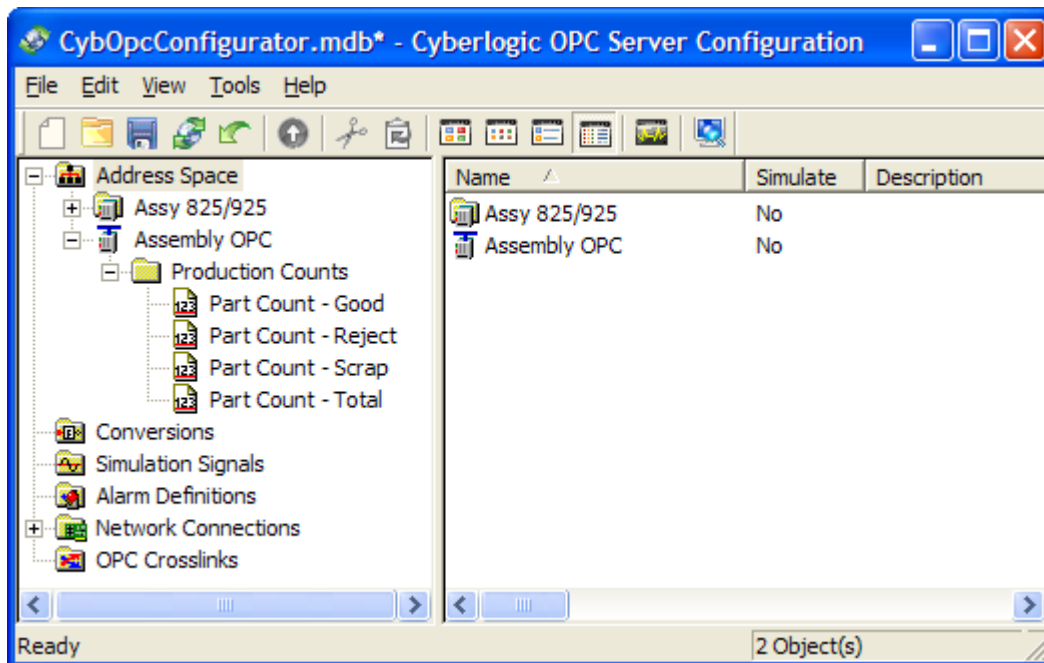 CybOpcConfigurator.mdb* - Cyberlogic OPC Server Configuration
File Edit View Tools Help
Address Space
Assy 825/925
Assembly OPC
Production Counts
Part Count - Good
Part Count - Reject
Part Count - Scrap
Part Count - Total
Conversions
Simulation Signals
Alarm Definitions
Network Connections
OPC Crosslinks
Name Simulate Description
Assy 825/925 No
Assembly OPC No
Ready 2 Object(s)